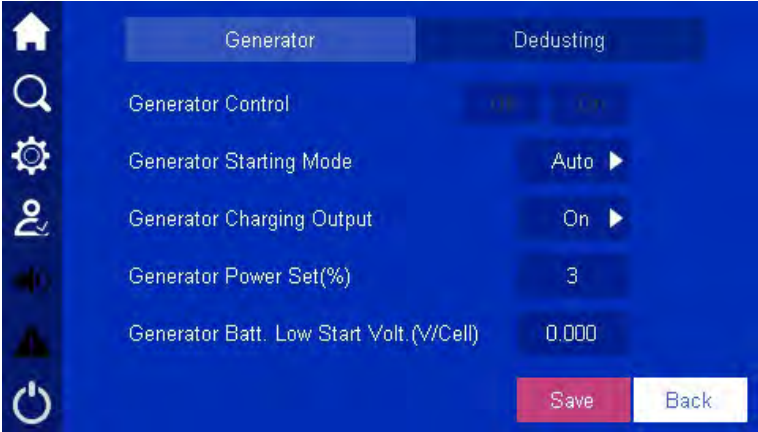 Generator Dedusting
Generator Control
Generator Starting Mode Auto
Generator Charging Output On
Generator Power Set(%) 3
Generator Batt. Low Start Volt.(V/Cell) 0.000
Save Back